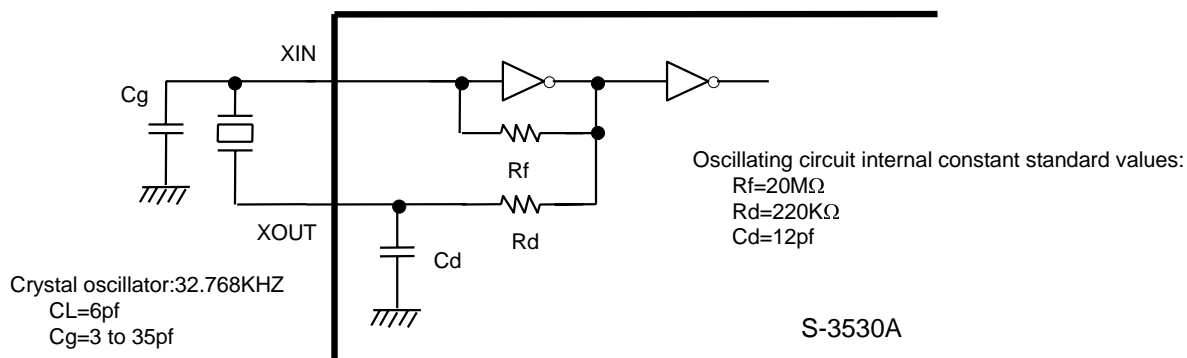 XIN
Cg
Rf
Oscillating circuit internal constant standard values:
Rf=20MΩ
Rd=220KΩ
Cd=12pf
XOUT
Rd
Cd
Crystal oscillator:32.768KHZ
CL=6pf
Cg=3 to 35pf
S-3530A